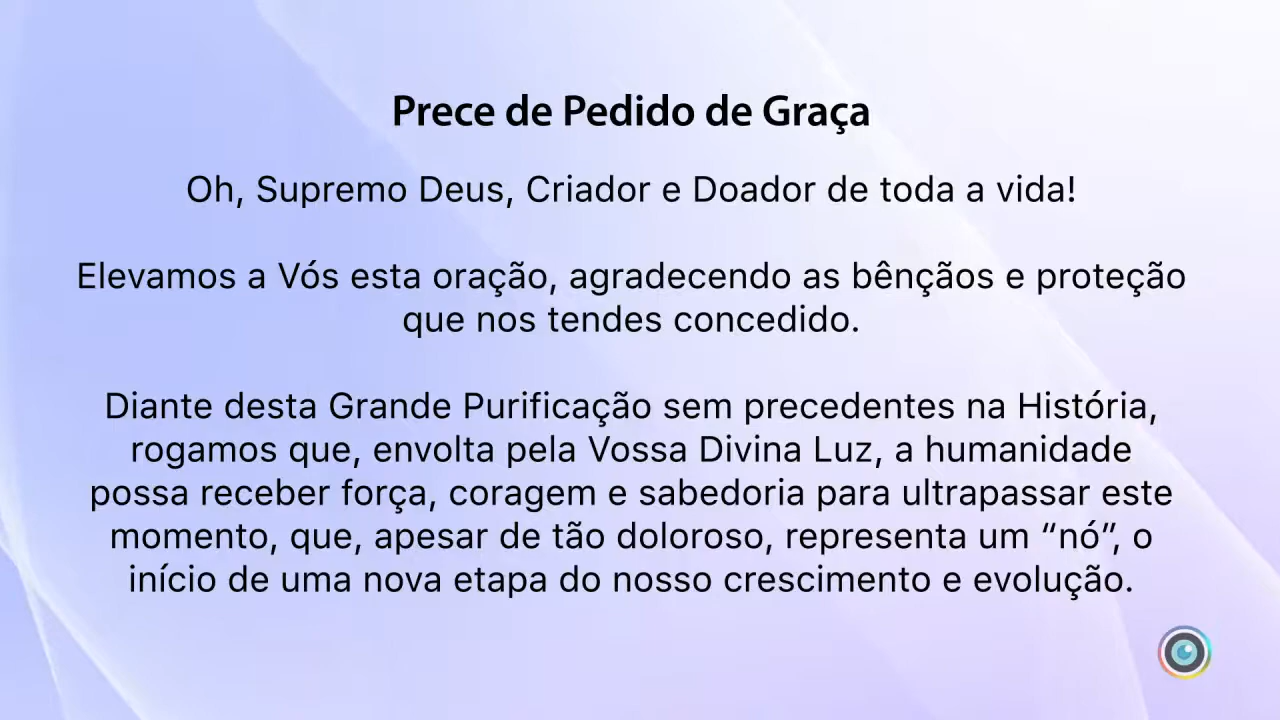 Prece de Pedido de Graça
Oh, Supremo Deus, Criador e Doador de toda a vida!
Elevamos a Vós esta oração, agradecendo as bênçãos e proteção
que nos tendes concedido.
Diante desta Grande Purificação sem precedentes na História,
rogamos que, envolta pela Vossa Divina Luz, a humanidade
possa receber força, coragem e sabedoria para ultrapassar este
momento, que, apesar de tão doloroso, representa um “nó”, o
início de uma nova etapa do nosso crescimento e evolução.